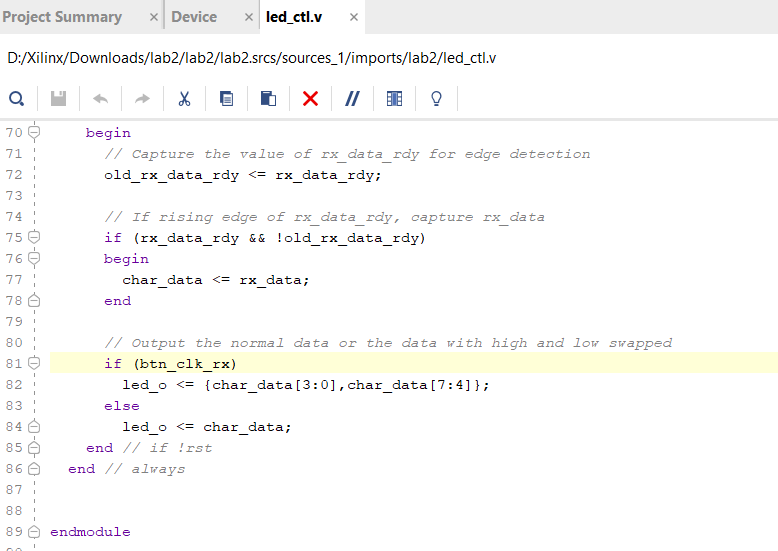 Project Summary × Device × led_ctl.v ×
D:/Xilinx/Downloads/lab2/lab2/lab2.srcs/sources_1/imports/lab2/led_ctl.v
70 begin
71 // Capture the value of rx_data_rdy for edge detection
72 old_rx_data_rdy <= rx_data_rdy;
73
74 // If rising edge of rx_data_rdy, capture rx_data
75 if (rx_data_rdy && !old_rx_data_rdy)
76 begin
77 char_data <= rx_data;
78 end
79
80 // Output the normal data or the data with high and low swapped
81 if (btn_clk_rx)
82 led_o <= {char_data[3:0],char_data[7:4]};
83 else
84 led_o <= char_data;
85 end // if !rst
86 end // always
87
88
89 endmodule